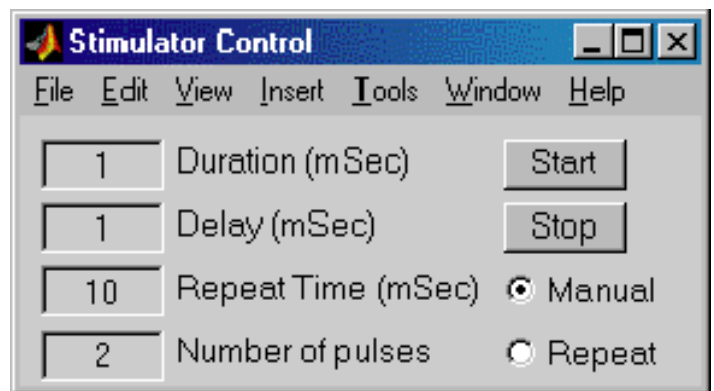 Stimulator Control
File Edit View Insert Tools Window Help
1 Duration (mSec) Start
1 Delay (mSec) Stop
10 Repeat Time (mSec) Manual
2 Number of pulses Repeat